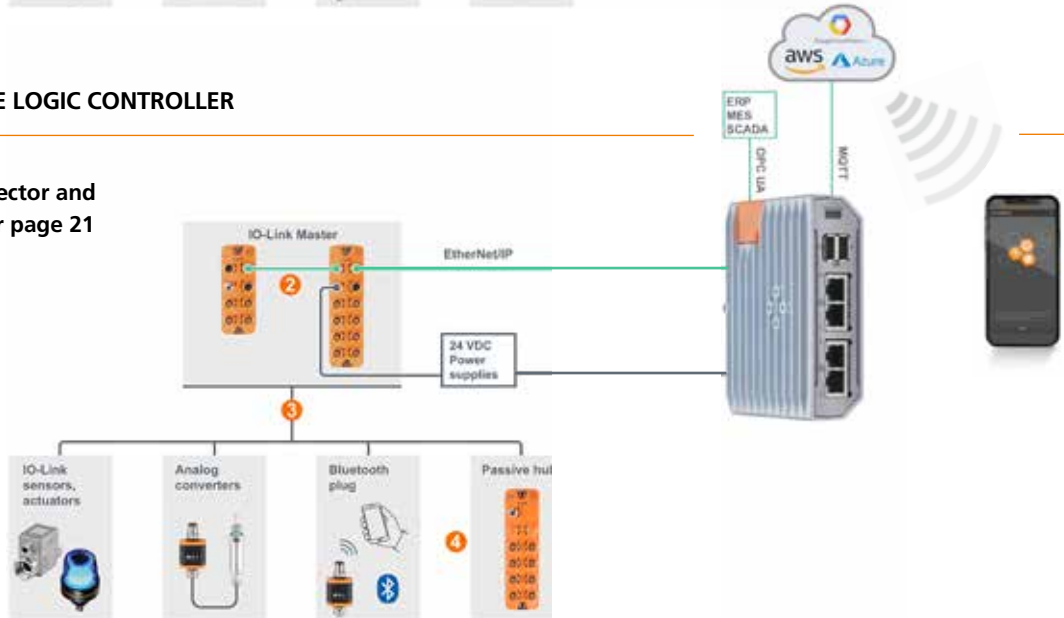 aws Azure
E LOGIC CONTROLLER
ERP
MES
SCADA
OPC UA
MQTT
ector and
r page 21
IO-Link Master
EtherNet/IP
2
24 VDC
Power
supplies
3
IO-Link
sensors,
actuators
Analog
converters
Bluetooth
plug
Passive hu
4